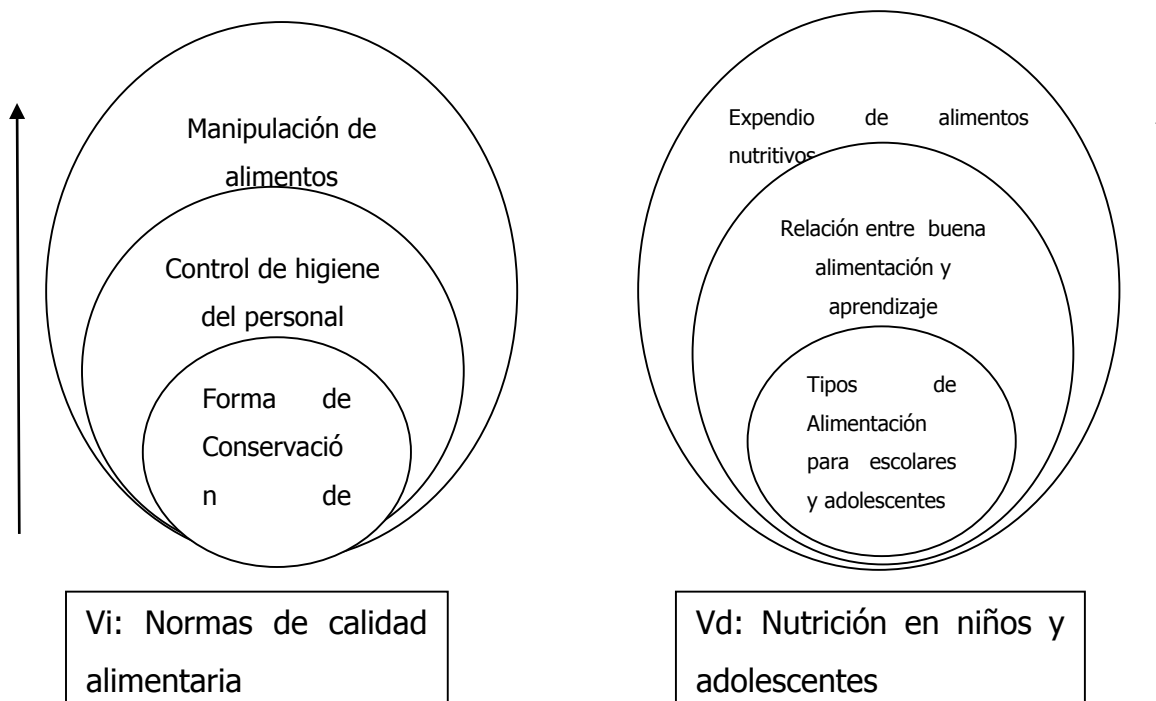 Manipulación de
alimentos
Control de higiene
del personal
Forma de
Conservació
n de
Vi: Normas de calidad
alimentaria
Expendio de alimentos
nutritivos
Relación entre buena
alimentación y
aprendizaje
Tipos de
Alimentación
para escolares
y adolescentes
Vd: Nutrición en niños y
adolescentes